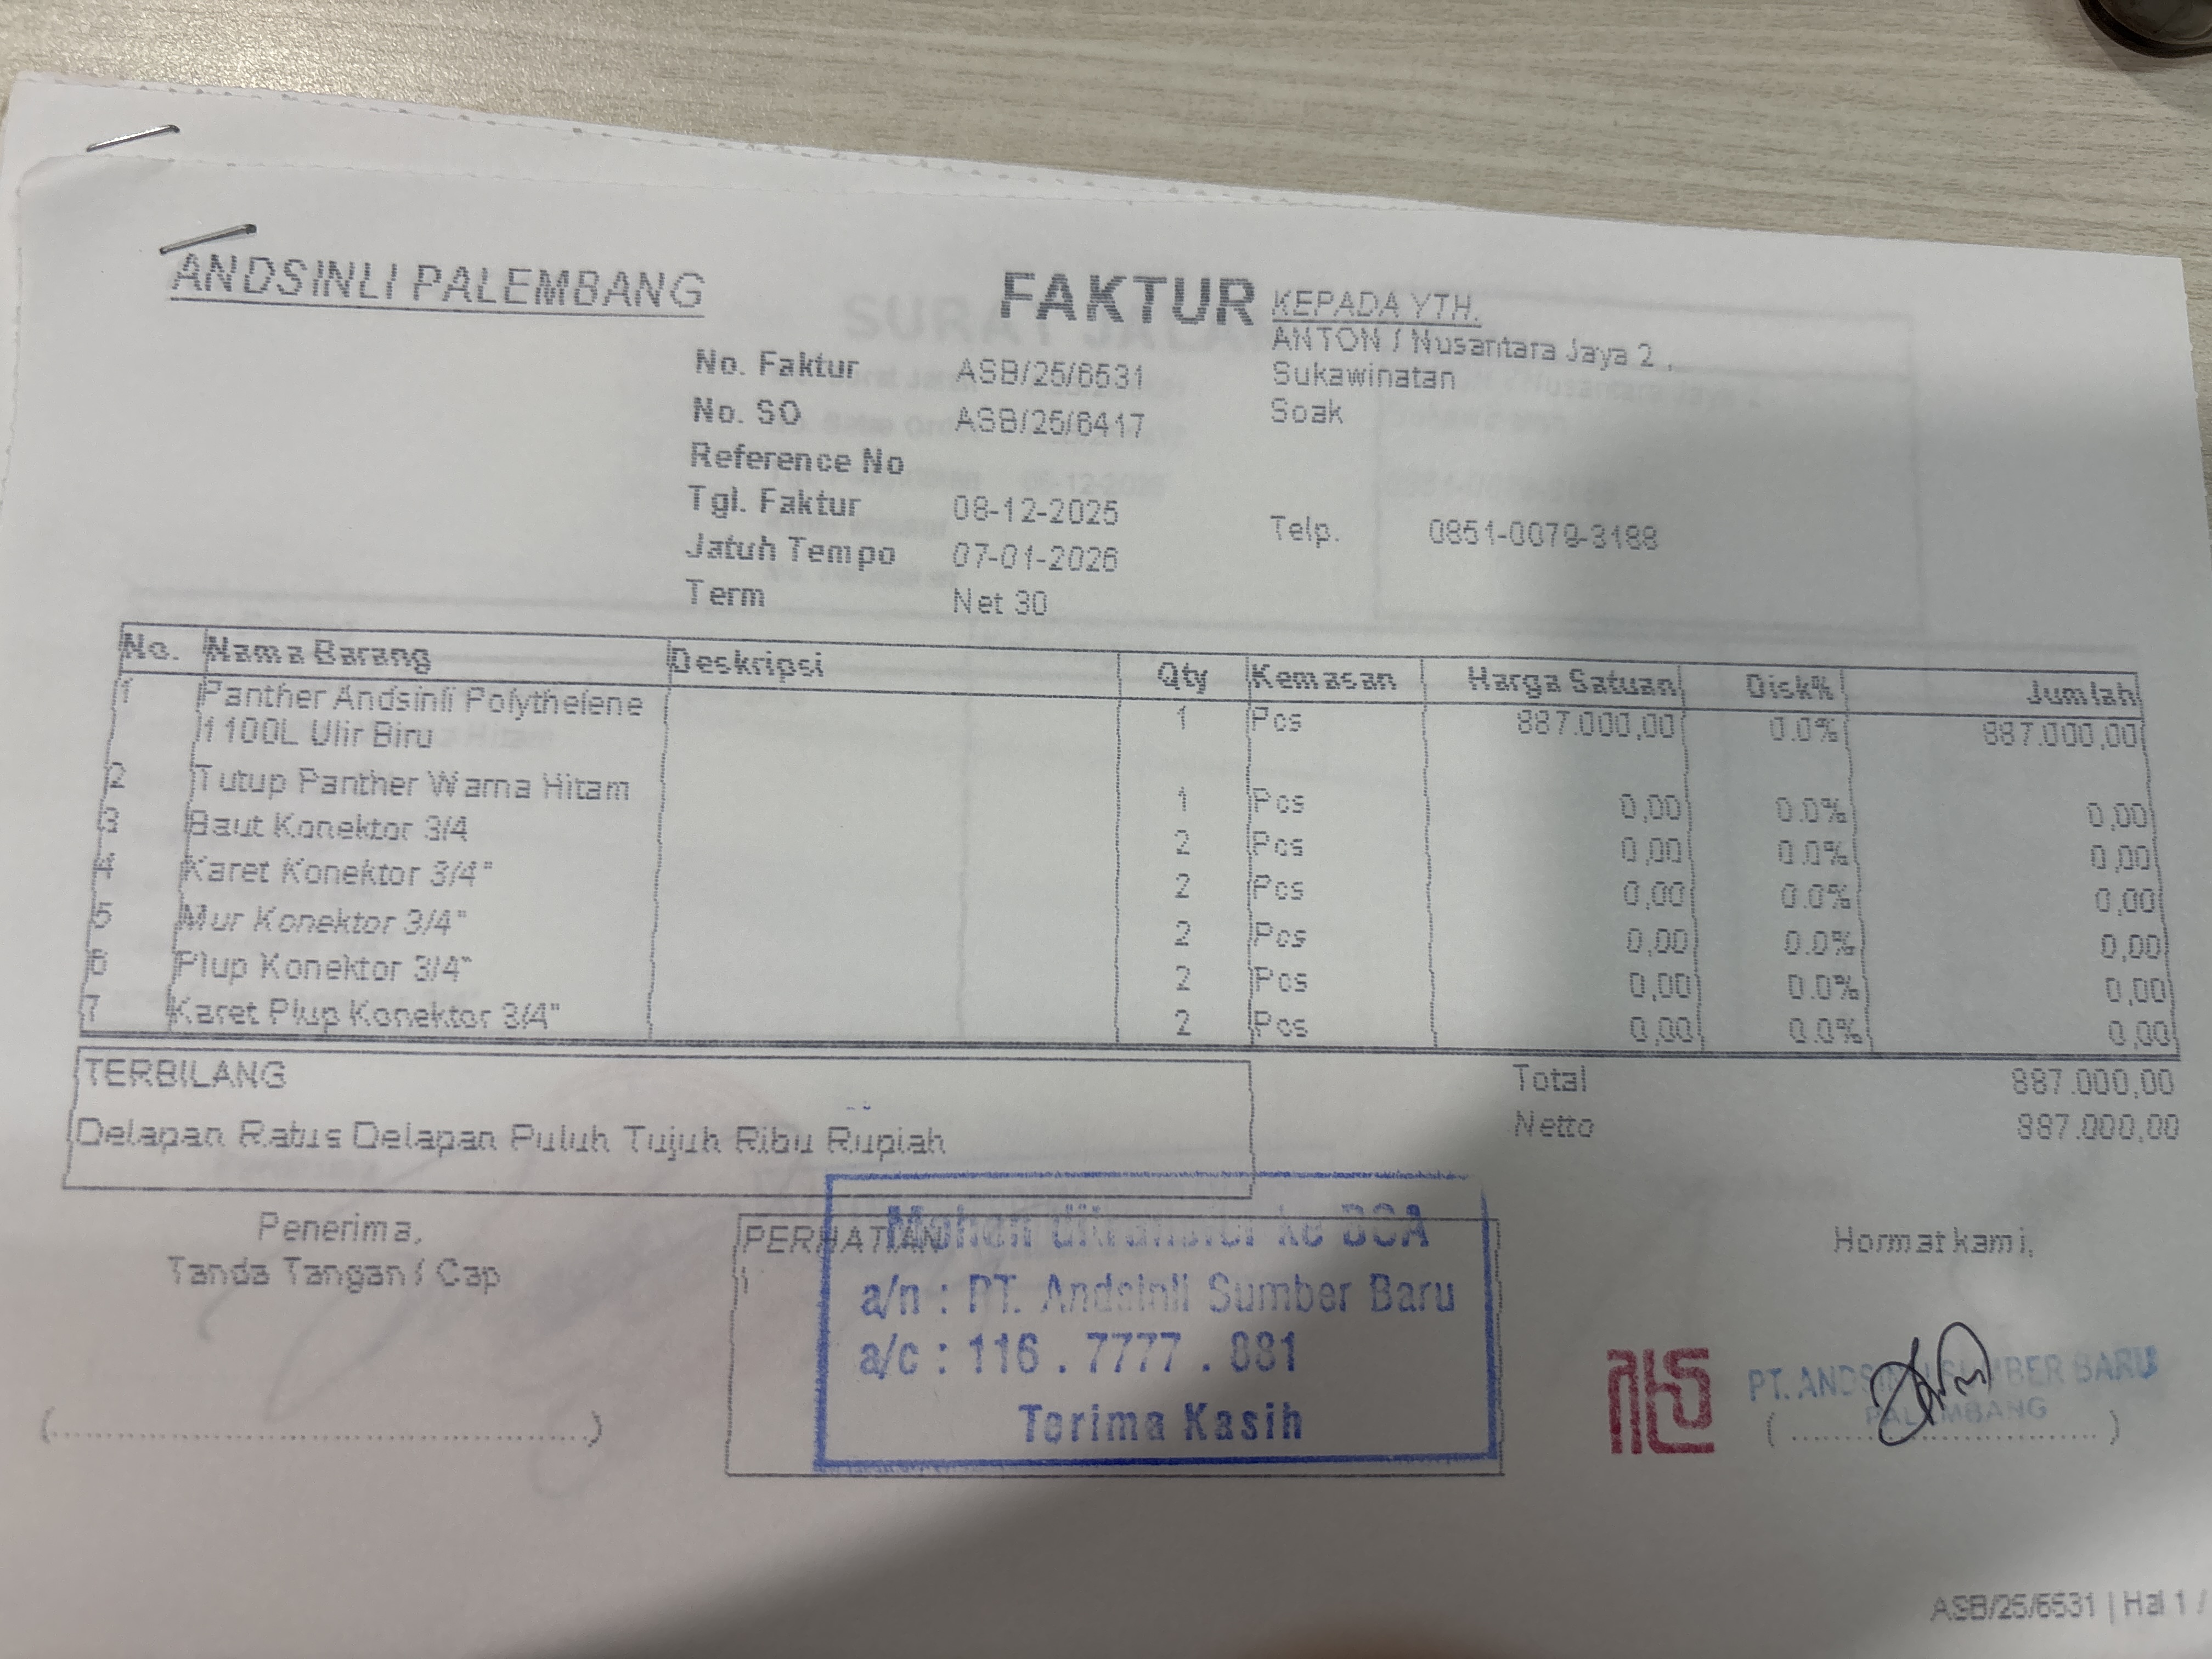 ANDSINLI PALEMBANG
FAKTUR
KEPADA YTH.
ANTON / Nusantara Jaya 2 ,
Sukawinatan
Soak
Telp. 0851-0079-3188
No. Faktur ASB/25/6531
No. SO ASB/25/6417
Reference No
Tgl. Faktur 08-12-2025
Jatuh Tempo 07-01-2026
Term Net 30
No. Nama Barang Deskripsi Qty Kemasan Harga Satuan Disk% Jumlah
1 Panther Andsinli Polythelene 1 Pcs 887.000,00 0.0% 887.000,00
1100L Ulir Biru
2 Tutup Panther Warna Hitam 1 Pcs 0,00 0.0% 0,00
3 Baut Konektor 3/4 2 Pcs 0,00 0.0% 0,00
4 Karet Konektor 3/4" 2 Pcs 0,00 0.0% 0,00
5 Mur Konektor 3/4" 2 Pcs 0,00 0.0% 0,00
6 Plup Konektor 3/4" 2 Pcs 0,00 0.0% 0,00
7 Karet Plup Konektor 3/4" 2 Pcs 0,00 0.0% 0,00
TERBILANG
Delapan Ratus Delapan Puluh Tujuh Ribu Rupiah
Total 887.000,00
Netto 887.000,00
Penerima,
Tanda Tangan / Cap
PERHATIAN
Mohon ditransfer ke BCA
a/n : PT. Andsinli Sumber Baru
a/c : 116 . 7777 . 881
Terima Kasih
Hormat kami,
PT. ANDSINLI SUMBER BARU
PALEMBANG
ASB/25/6531 | Hal 1 /